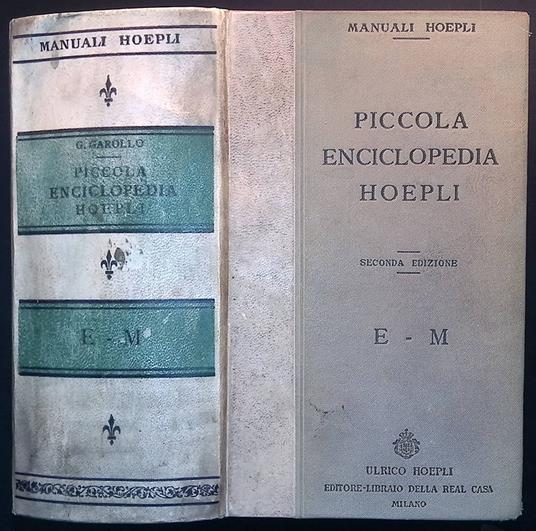 MANUALI HOEPLI
G. GAROLLO
PICCOLA
ENCICLOPEDIA
HOEPLI
E - M
MANUALI HOEPLI
PICCOLA
ENCICLOPEDIA
HOEPLI
SECONDA EDIZIONE
E - M
ULRICO HOEPLI
EDITORE-LIBRAIO DELLA REAL CASA
MILANO